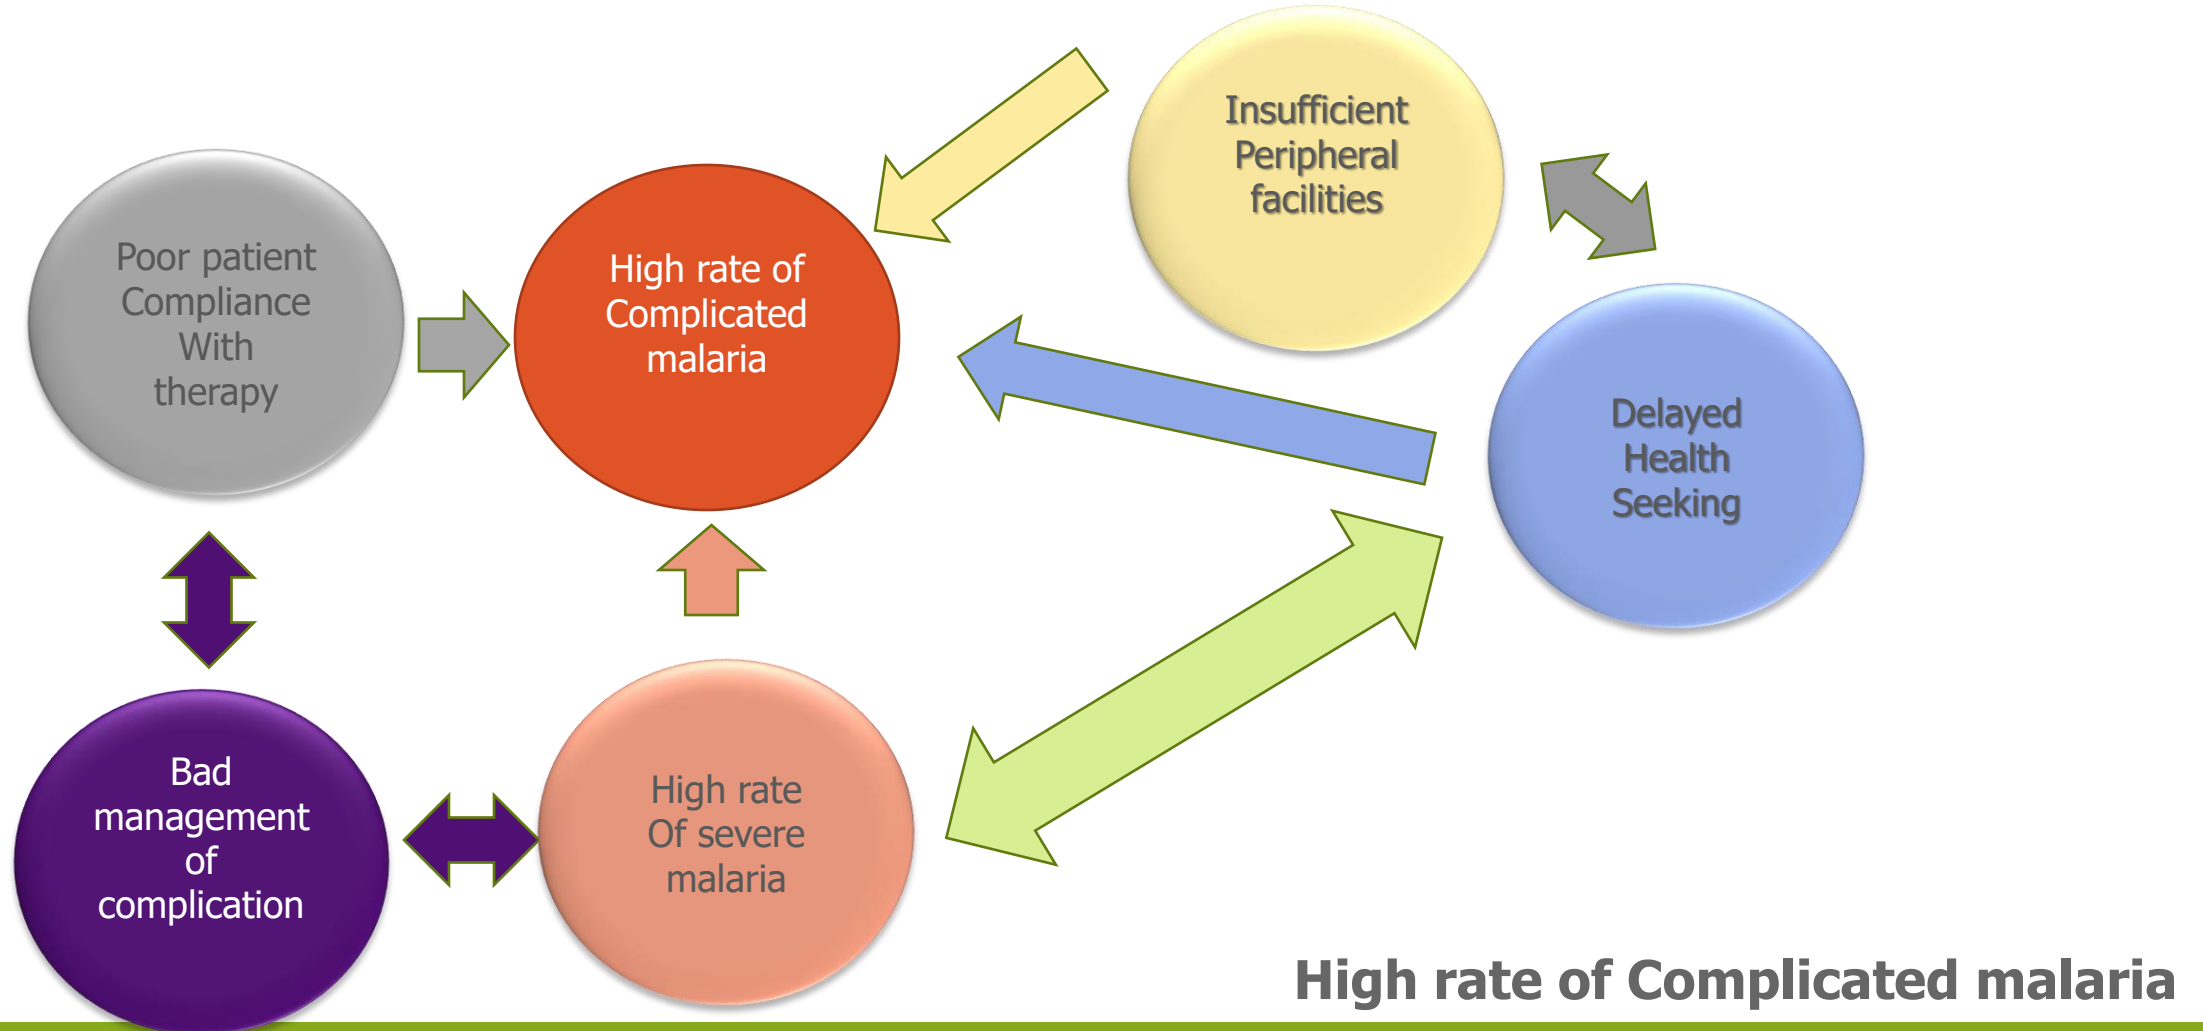 Insufficient
Peripheral
facilities
Poor patient
Compliance
With
therapy
High rate of
Complicated
malaria
Delayed
Health
Seeking
Bad
management
of
complication
High rate
Of severe
malaria
High rate of Complicated malaria